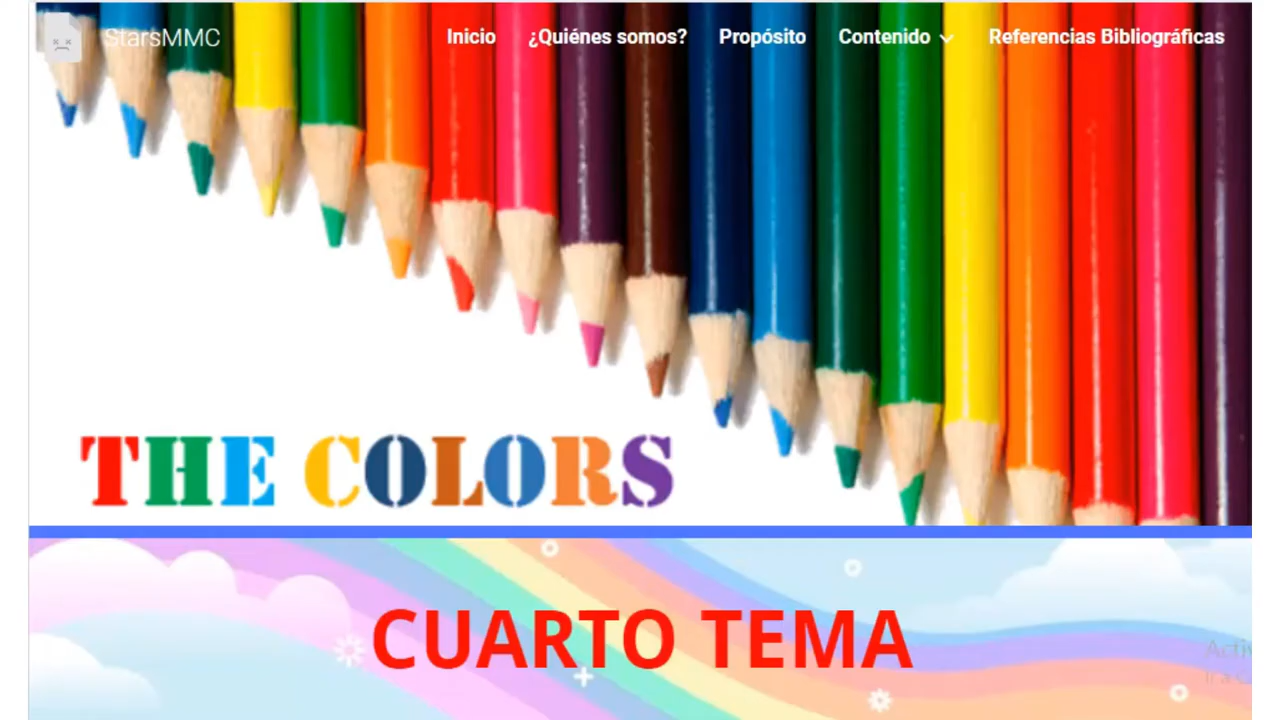 StarsMMC
Inicio ¿Quiénes somos? Propósito Contenido Referencias Bibliográficas
THE COLORS
CUARTO TEMA